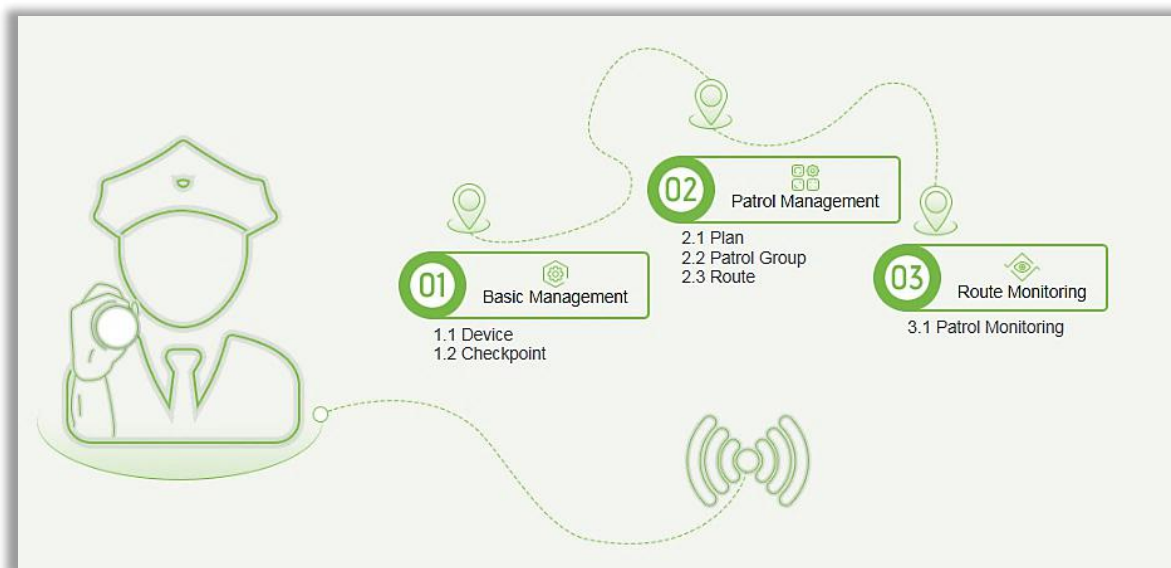 01
Basic Management
1.1 Device
1.2 Checkpoint
02
Patrol Management
2.1 Plan
2.2 Patrol Group
2.3 Route
03
Route Monitoring
3.1 Patrol Monitoring